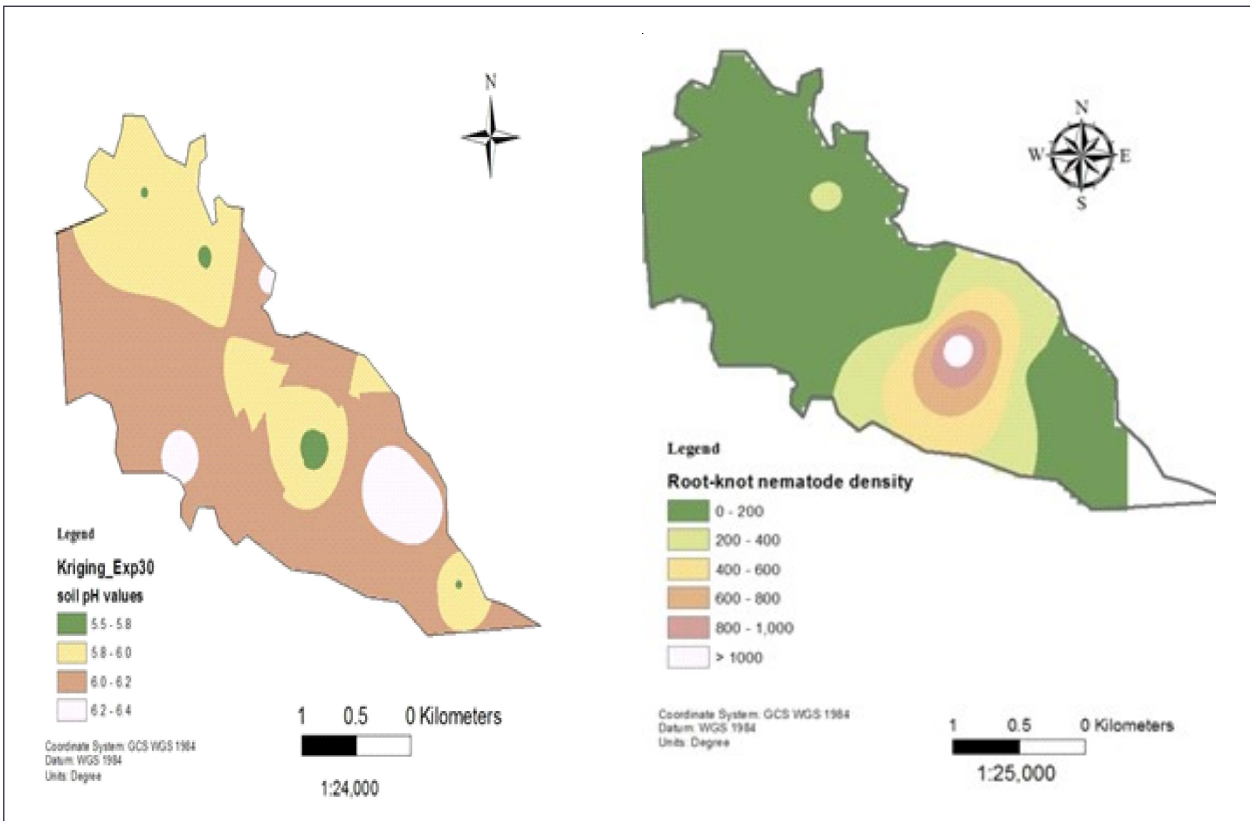 N
Legend
Kriging_Exp30
soil pH values
5.5 - 5.8
5.8 - 6.0
6.0 - 6.2
6.2 - 6.4
1 0.5 0 Kilometers
1:24,000
Coordinate System: GCS WGS 1984
Datum: WGS 1984
Units: Degree
N
W E
S
Legend
Root-knot nematode density
0 - 200
200 - 400
400 - 600
600 - 800
800 - 1,000
> 1000
Coordinate System: GCS WGS 1984
Datum: WGS 1984
Units: Degree
1 0.5 0 Kilometers
1:25,000